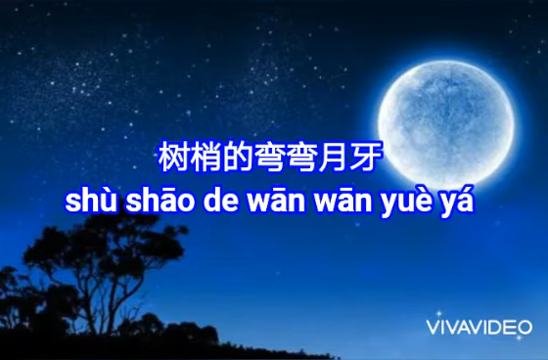 树梢的弯弯月牙
shù shāo de wān wān yuè yá
VIVAVIDEO